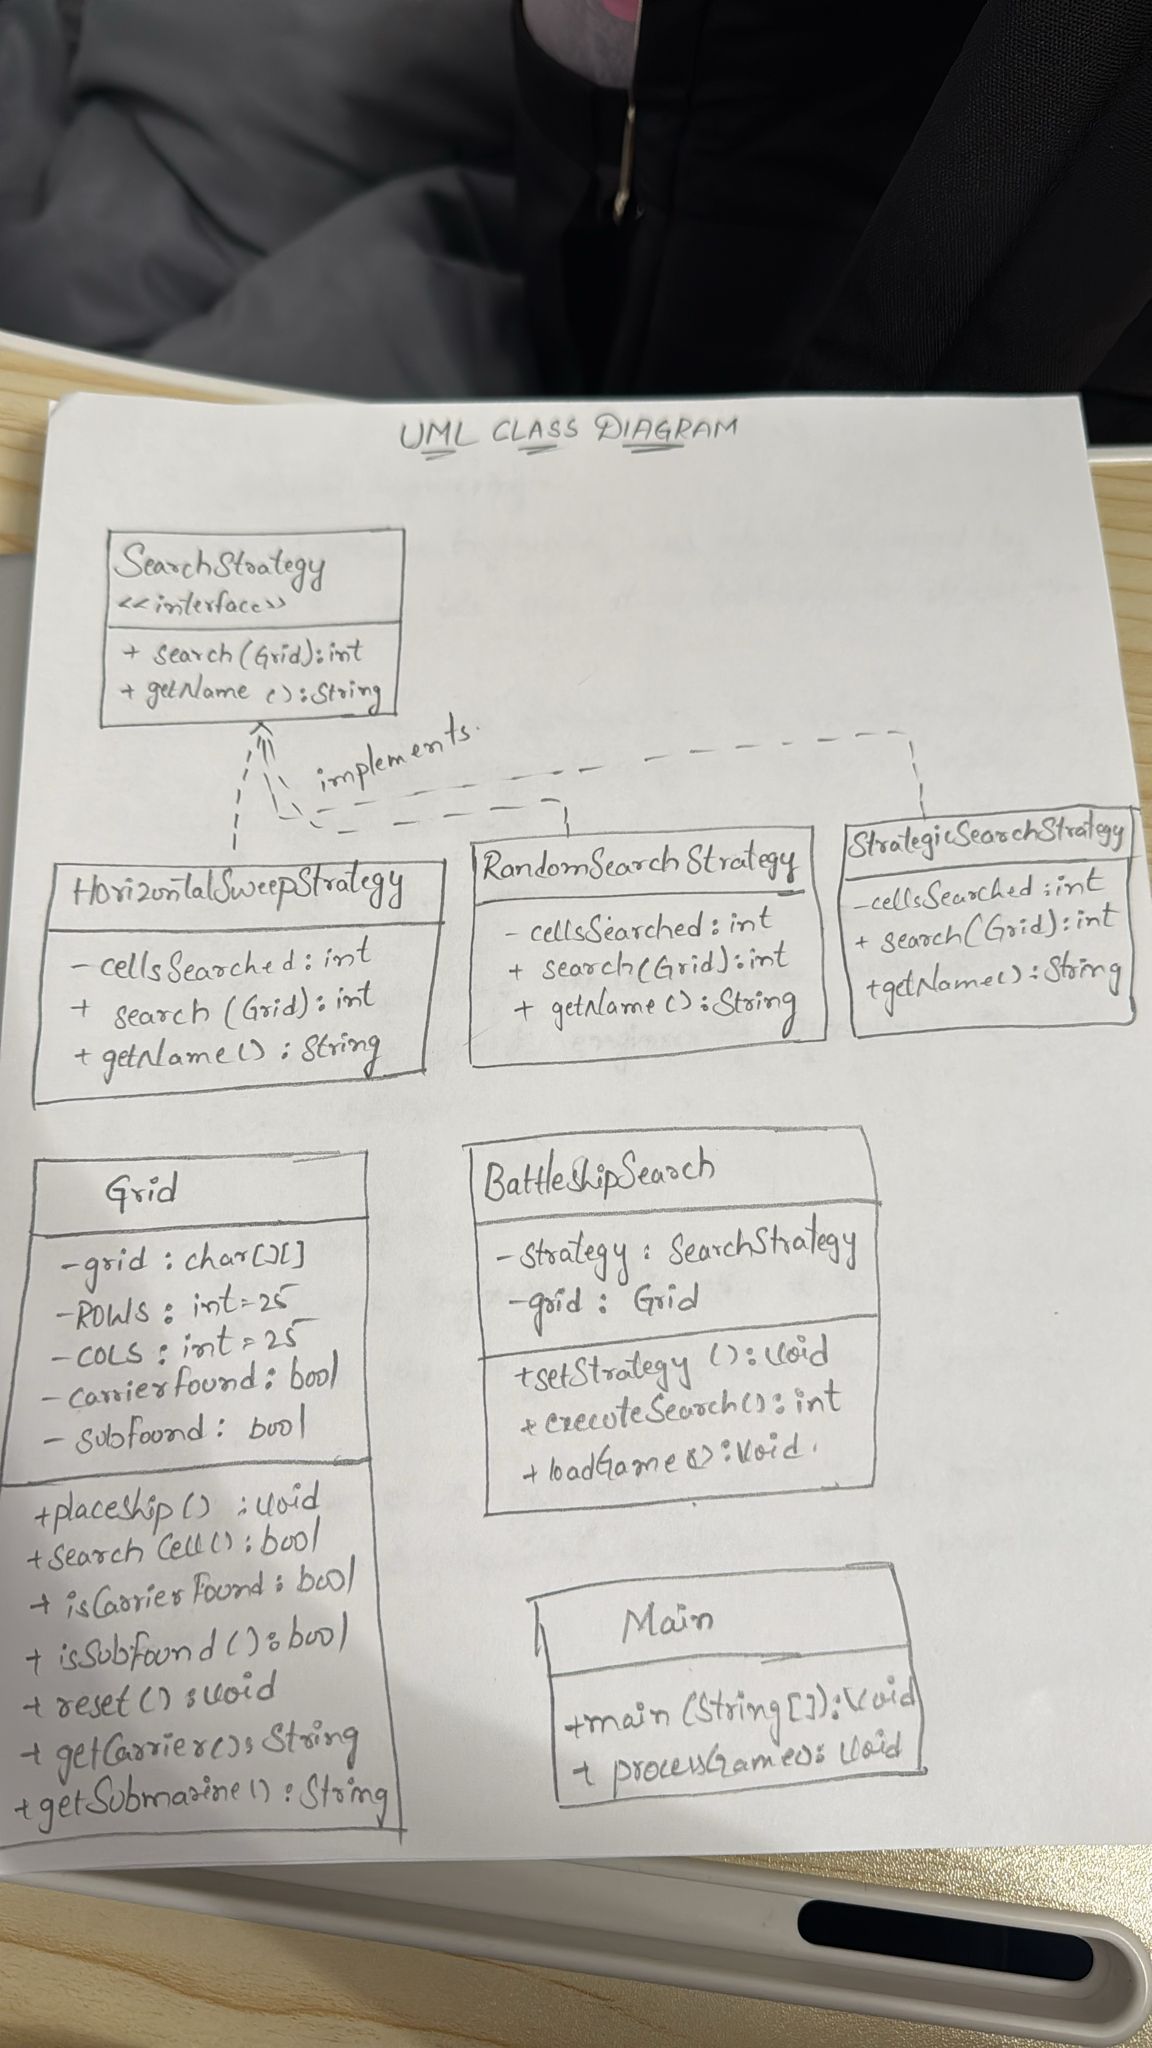 UML CLASS DIAGRAM
SearchStrategy
<<interface>>
+ search(Grid):int
+ getName ():String
implements.
HorizontalSweepStrategy
- cellsSearched: int
+ search (Grid): int
+ getName() : String
RandomSearchStrategy
- cellsSearched: int
+ search(Grid):int
+ getName():String
StrategicSearchStrategy
-cellsSearched:int
+ search(Grid):int
+getName():String
Grid
-grid : char[][]
-ROWS : int=25
-COLS : int = 25
-carrierfound: bool
- subfound: bool
+placeship() :void
+search Cell(): bool
+ isCarrierFound: bool
+ isSubfound():bool
+ reset():void
+ getCarrier():String
+getSubmarine() : String
BattleshipSearch
-strategy: SearchStrategy
-grid: Grid
+setStrategy ():void
+executeSearch():int
+loadGame():void.
Main
+main (String[]):void
+ processGame(): void